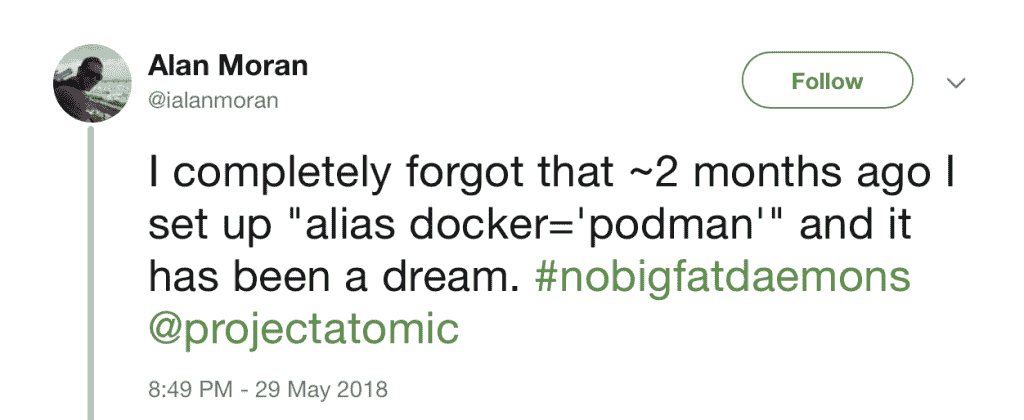 Alan Moran
@ialanmoran
Follow
I completely forgot that ~2 months ago I
set up "alias docker='podman'" and it
has been a dream. #nobigfatdaemons
@projectatomic
8:49 PM - 29 May 2018